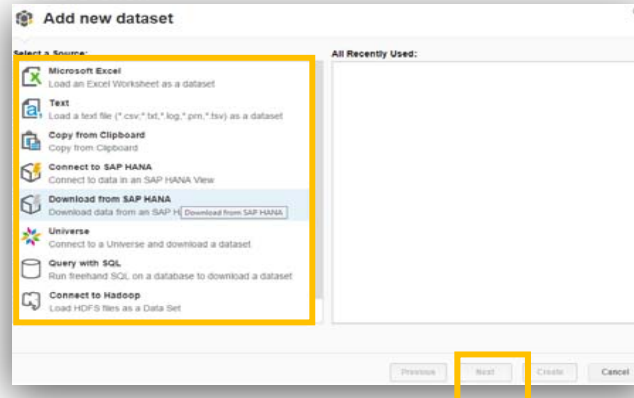 Add new dataset
Select a Source:
All Recently Used:
Microsoft Excel
Load an Excel Worksheet as a dataset
Text
Load a text file (*.csv;*.txt,*.log,*.prn,*.tsv) as a dataset
Copy from Clipboard
Copy from Clipboard
Connect to SAP HANA
Connect to data in an SAP HANA View
Download from SAP HANA
Download data from an SAP H
Download from SAP HANA
Universe
Connect to a Universe and download a dataset
Query with SQL
Run freehand SQL on a database to download a dataset
Connect to Hadoop
Load HDFS files as a Data Set
Previous Next Create Cancel